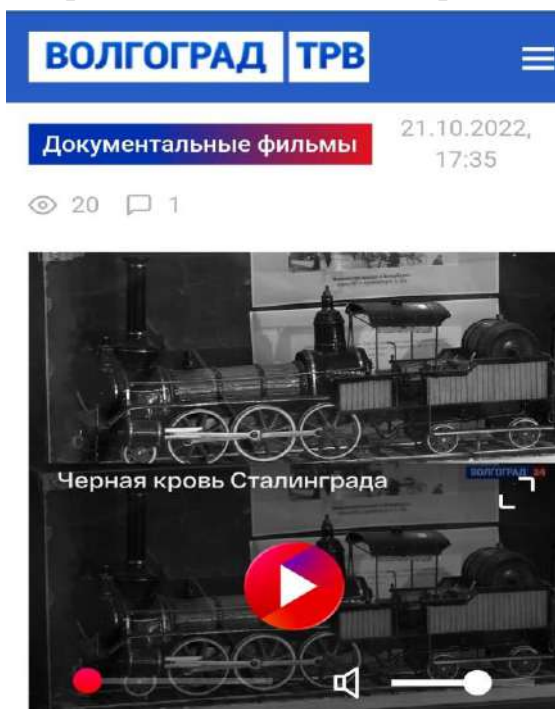 ВОЛГОГРАД ТРВ
Документальные фильмы
21.10.2022,
17:35
20 1
Черная кровь Сталинграда
ВОЛГОГРАД 24